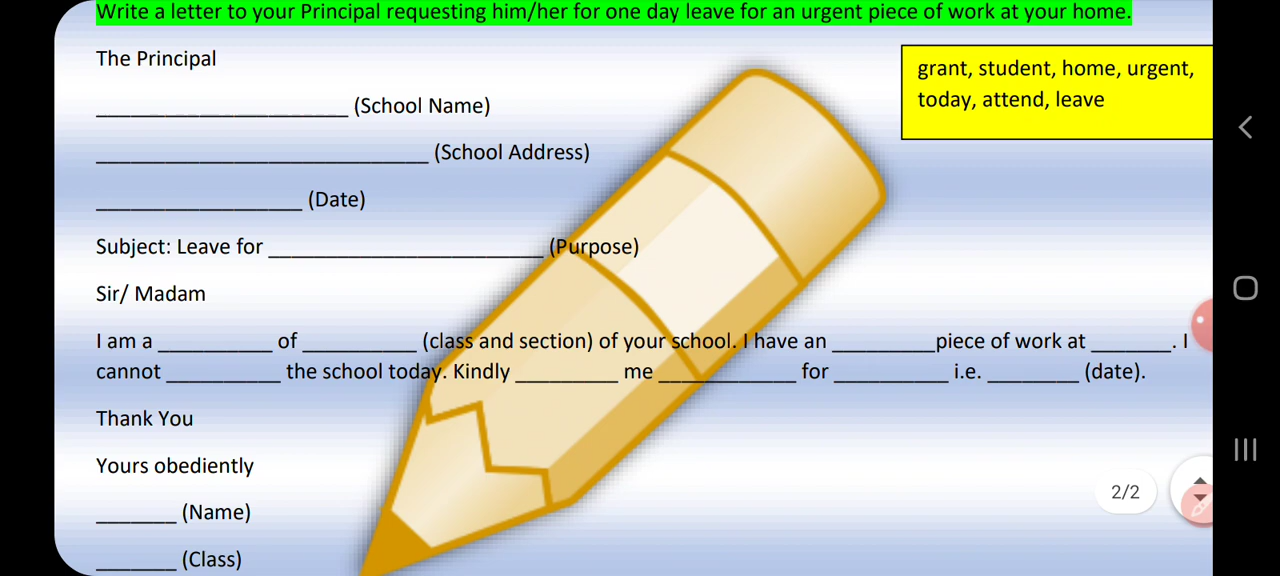 Write a letter to your Principal requesting him/her for one day leave for an urgent piece of work at your home.
The Principal
grant, student, home, urgent,
today, attend, leave
______________________ (School Name)
_____________________________ (School Address)
__________________ (Date)
Subject: Leave for ________________________ (Purpose)
Sir/ Madam
I am a __________ of __________ (class and section) of your school. I have an _________piece of work at _______. I
cannot __________ the school today. Kindly _________ me ____________ for __________ i.e. ________ (date).
Thank You
Yours obediently
_______ (Name)
_______ (Class)
2/2